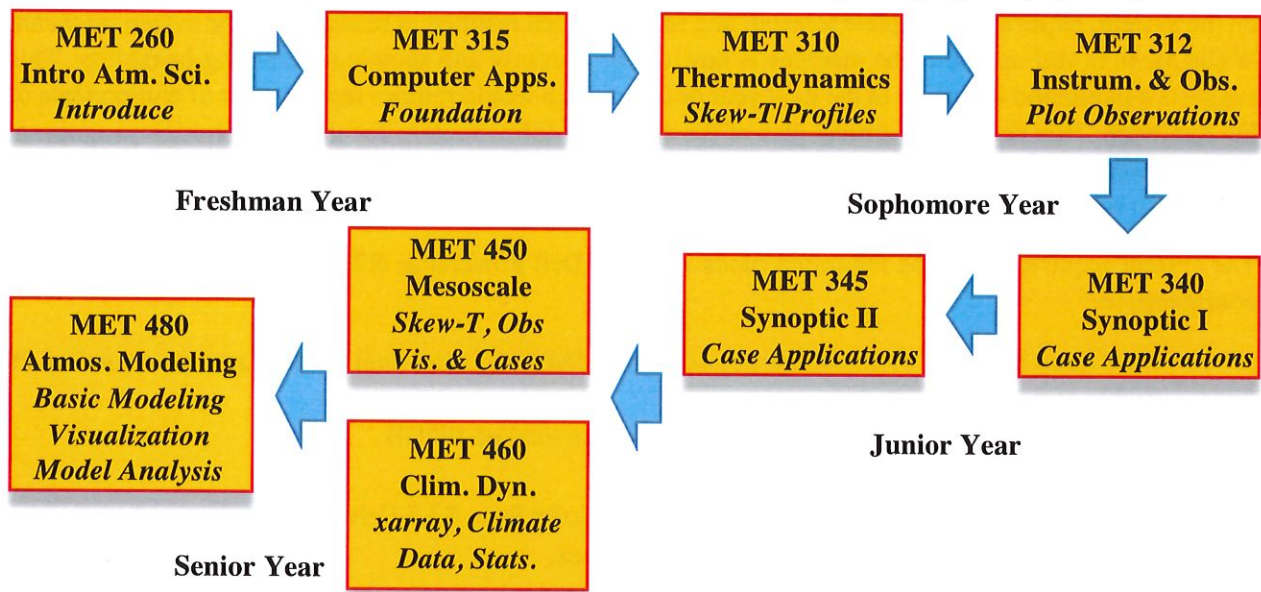 MET 260
Intro Atm. Sci.
Introduce
MET 315
Computer Apps.
Foundation
MET 310
Thermodynamics
Skew-T/Profiles
MET 312
Instrum. & Obs.
Plot Observations
Freshman Year
Sophomore Year
MET 340
Synoptic I
Case Applications
MET 345
Synoptic II
Case Applications
Junior Year
MET 450
Mesoscale
Skew-T, Obs
Vis. & Cases
MET 460
Clim. Dyn.
xarray, Climate
Data, Stats.
MET 480
Atmos. Modeling
Basic Modeling
Visualization
Model Analysis
Senior Year